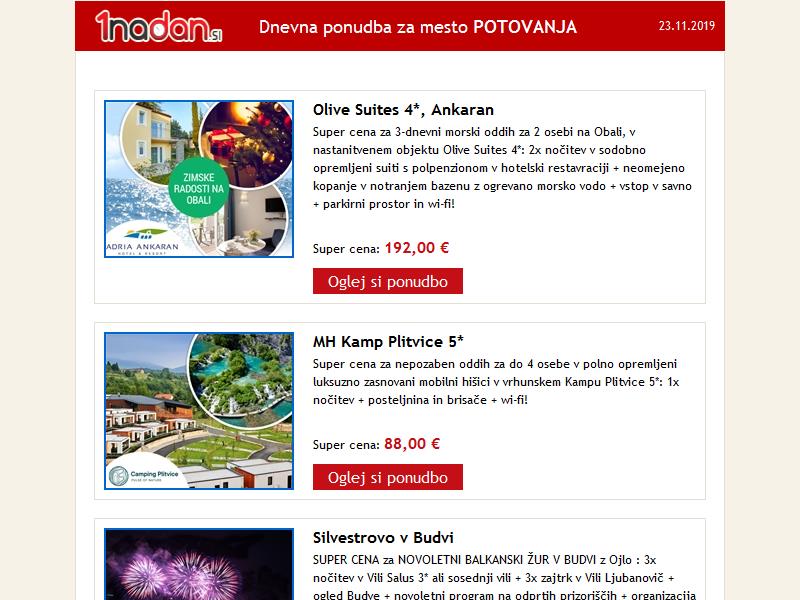 1nadan.si
Dnevna ponudba za mesto POTOVANJA
23.11.2019
ZIMSKE
RADOSTI NA
OBALI
ADRIA ANKARAN
HOTEL & RESORT
Olive Suites 4*, Ankaran
Super cena za 3-dnevni morski oddih za 2 osebi na Obali, v
nastanitvenem objektu Olive Suites 4*: 2x nočitev v sodobno
opremljeni suiti s polpenzionom v hotelski restavraciji + neomejeno
kopanje v notranjem bazenu z ogrevano morsko vodo + vstop v savno
+ parkirni prostor in wi-fi!
Super cena: 192,00 €
Oglej si ponudbo
Camping Plitvice
PULSE OF NATURE
MH Kamp Plitvice 5*
Super cena za nepozaben oddih za do 4 osebe v polno opremljeni
luksuzno zasnovani mobilni hišici v vrhunskem Kampu Plitvice 5*: 1x
nočitev + posteljnina in brisače + wi-fi!
Super cena: 88,00 €
Oglej si ponudbo
Silvestrovo v Budvi
SUPER CENA za NOVOLETNI BALKANSKI ŽUR V BUDVI z Ojlo : 3x
nočitev v Vili Salus 3* ali sosednji vili + 3x zajtrk v Vili Ljubanovič +
ogled Budve + novoletni program na odprtih prizoriščih + organizacija